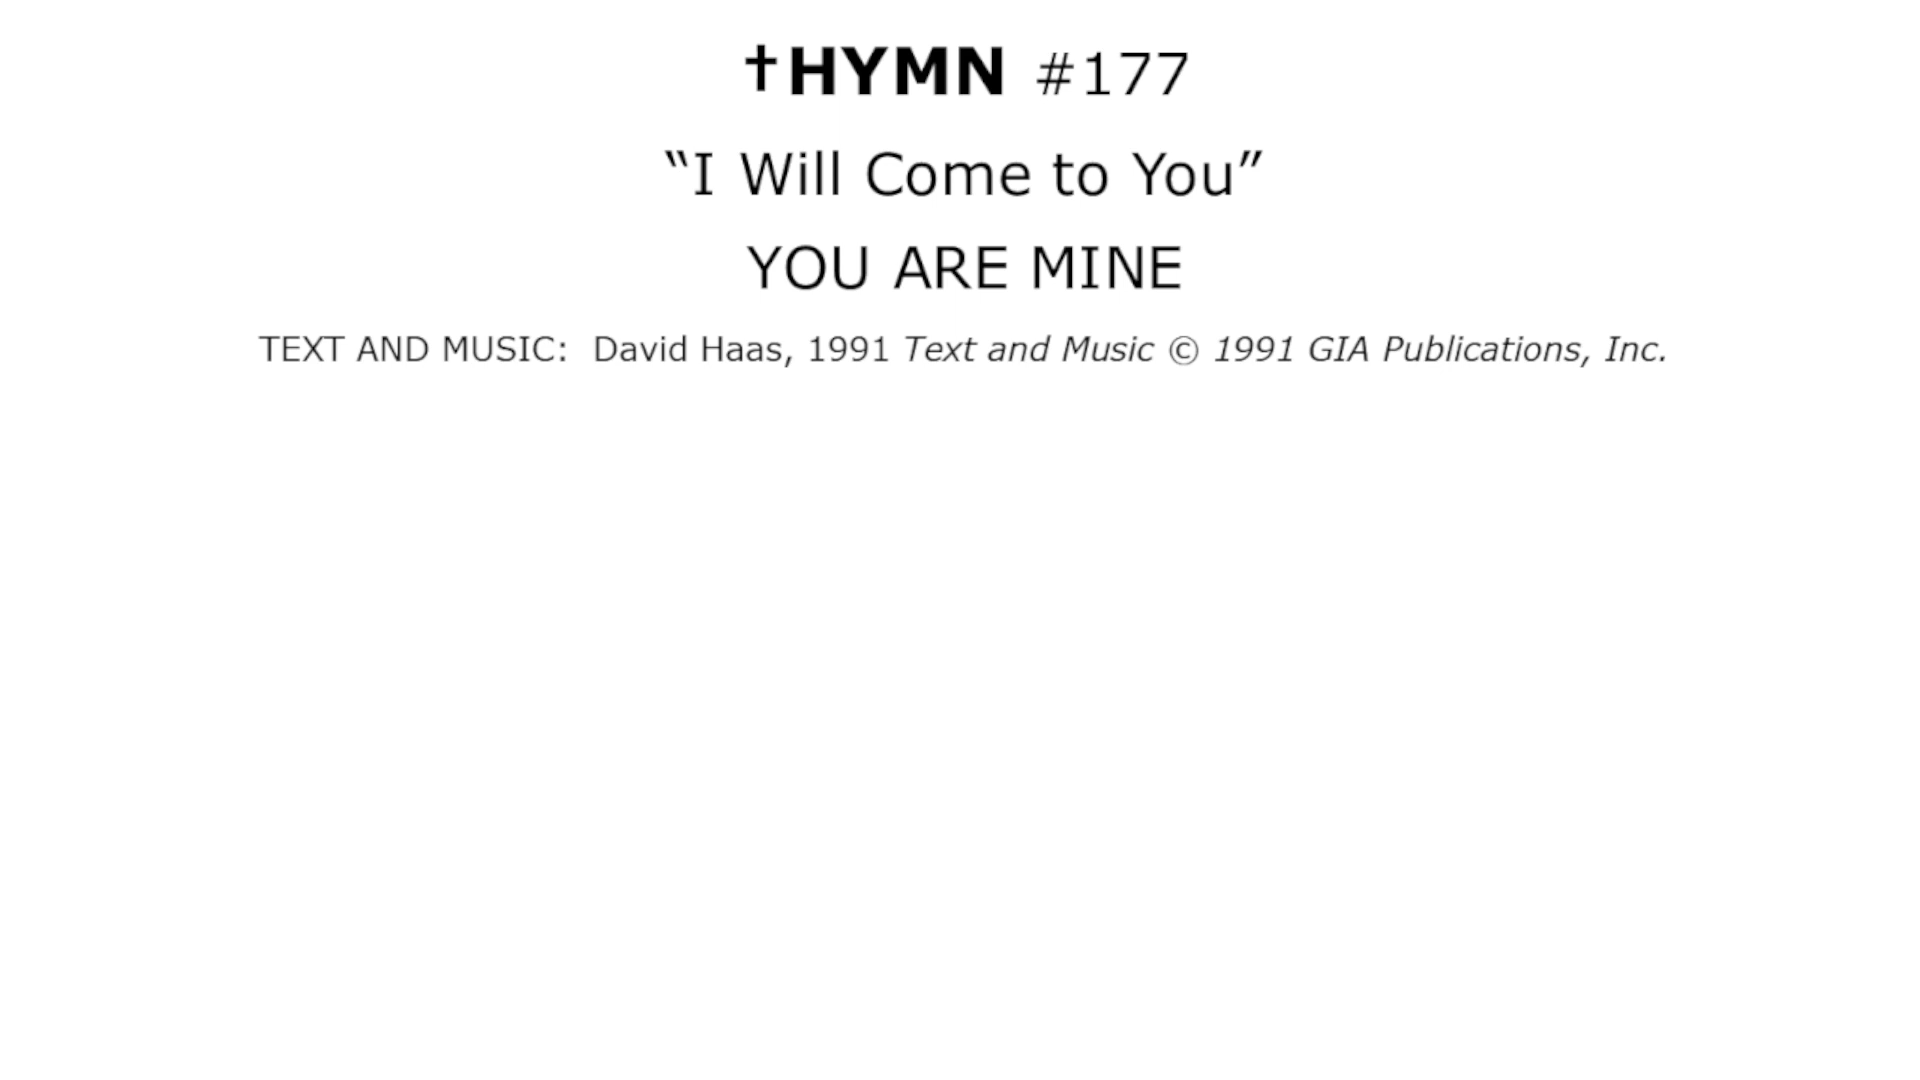 ✝HYMN #177
“I Will Come to You”
YOU ARE MINE
TEXT AND MUSIC:  David Haas, 1991 Text and Music © 1991 GIA Publications, Inc.